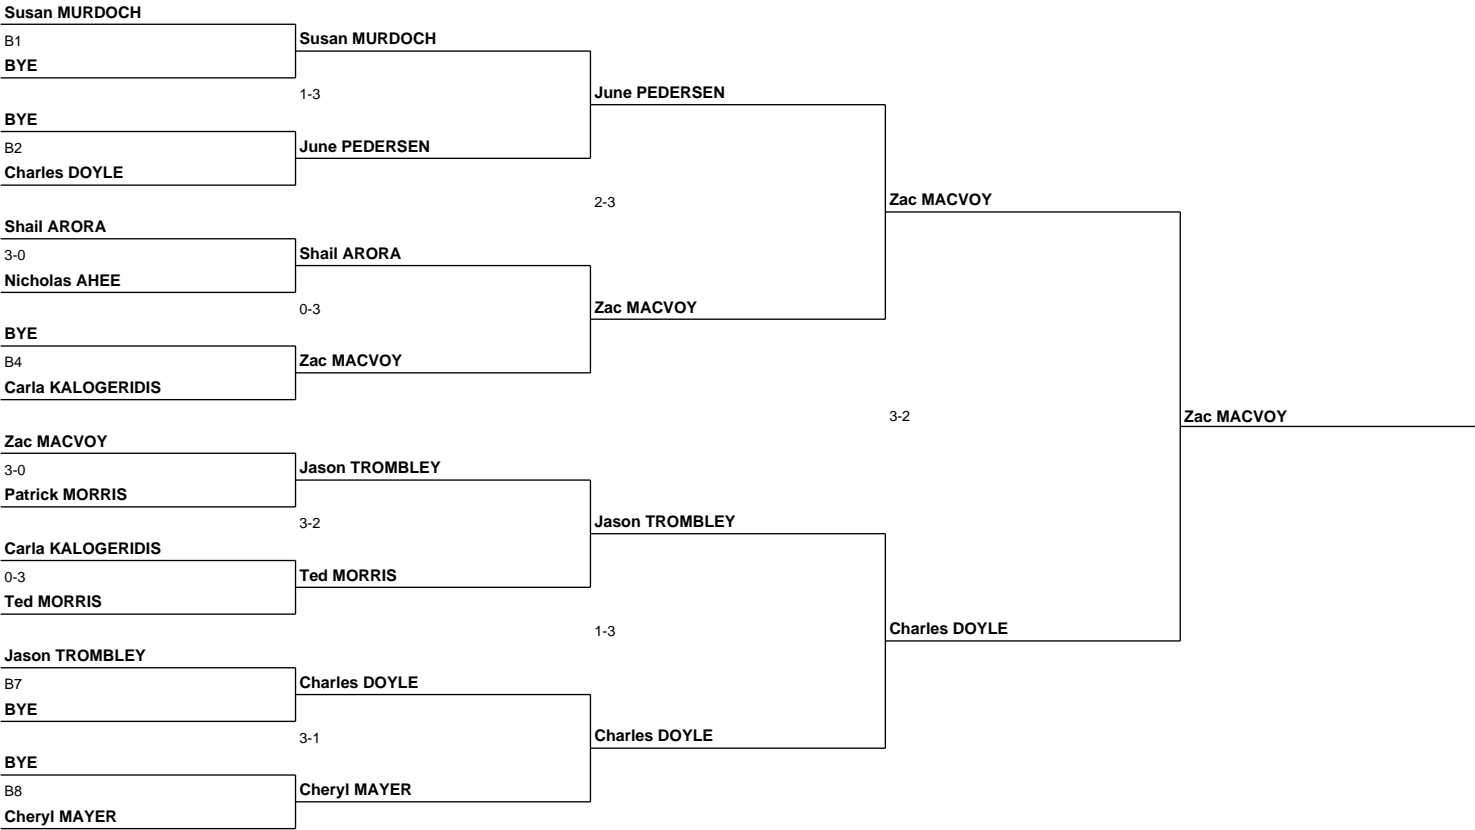 Susan MURDOCH
B1
BYE
BYE
B2
Charles DOYLE
Shail ARORA
3-0
Nicholas AHEE
BYE
B4
Carla KALOGERIDIS
Zac MACVOY
3-0
Patrick MORRIS
Carla KALOGERIDIS
0-3
Ted MORRIS
Jason TROMBLEY
B7
BYE
BYE
B8
Cheryl MAYER
Susan MURDOCH
1-3
June PEDERSEN
Shail ARORA
0-3
Zac MACVOY
Jason TROMBLEY
3-2
Ted MORRIS
Charles DOYLE
3-1
Cheryl MAYER
June PEDERSEN
2-3
Zac MACVOY
Jason TROMBLEY
1-3
Charles DOYLE
Zac MACVOY
3-2
Charles DOYLE
Zac MACVOY